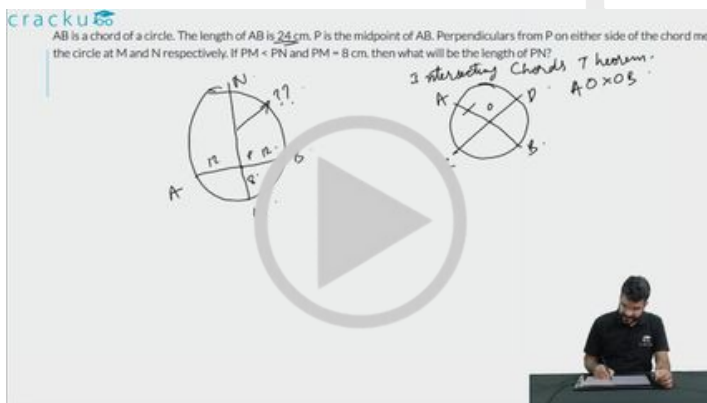 cracku
AB is a chord of a circle. The length of AB is 24 cm. P is the midpoint of AB. Perpendiculars from P on either side of the chord me
the circle at M and N respectively. If PM < PN and PM = 8 cm. then what will be the length of PN?
Intersecting Chords Theorem.
AO×OB
N
??
A
O
D
B
12
P 12
B
8
A